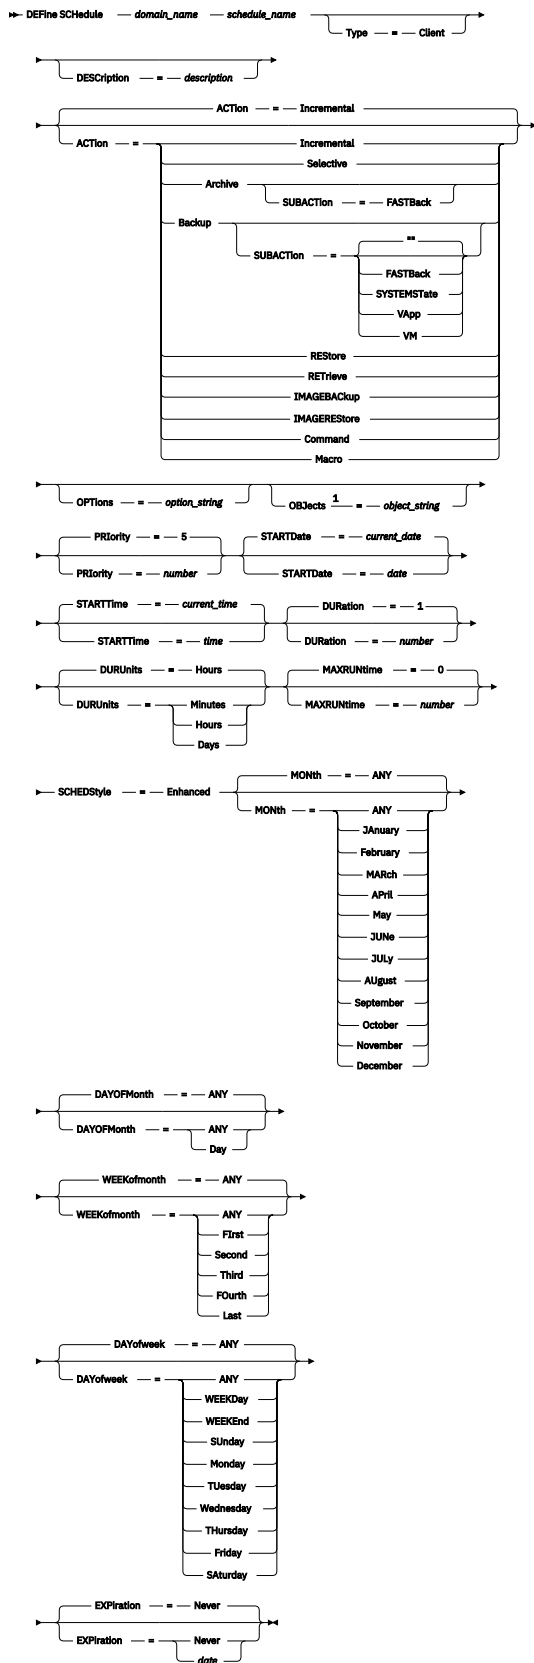 DEFine SCHedule — domain_name — schedule_name
Type — = — Client
DESCription — = — description
ACTion — = — Incremental
ACTion — = — Incremental
Selective
Archive
SUBACTion — = — FASTBack
Backup
""
SUBACTion — =
FASTBack
SYSTEMSTate
VApp
VM
REStore
RETrieve
IMAGEBACkup
IMAGEREStore
Command
Macro
OPTions — = — option_string
OBJects 1 = — object_string
PRIority — = — 5
STARTDate — = — current_date
PRIority — = — number
STARTDate — = — date
STARTTime — = — current_time
DURation — = — 1
STARTTime — = — time
DURation — = — number
DURUnits — = — Hours
MAXRUNtime — = — 0
DURUnits — = — Minutes
MAXRUNtime — = — number
Hours
Days
MONth — = — ANY
SCHEDStyle — = — Enhanced
MONth — = — ANY
JAnuary
February
MARch
APril
May
JUNe
JULy
AUgust
September
October
November
December
DAYOFMonth — = — ANY
DAYOFMonth — = — ANY
Day
WEEKofmonth — = — ANY
WEEKofmonth — = — ANY
FIrst
Second
Third
FOurth
Last
DAYofweek — = — ANY
DAYofweek — = — ANY
WEEKDay
WEEKEnd
SUnday
Monday
TUesday
Wednesday
THursday
Friday
SAturday
EXPiration — = — Never
EXPiration — = — Never
date